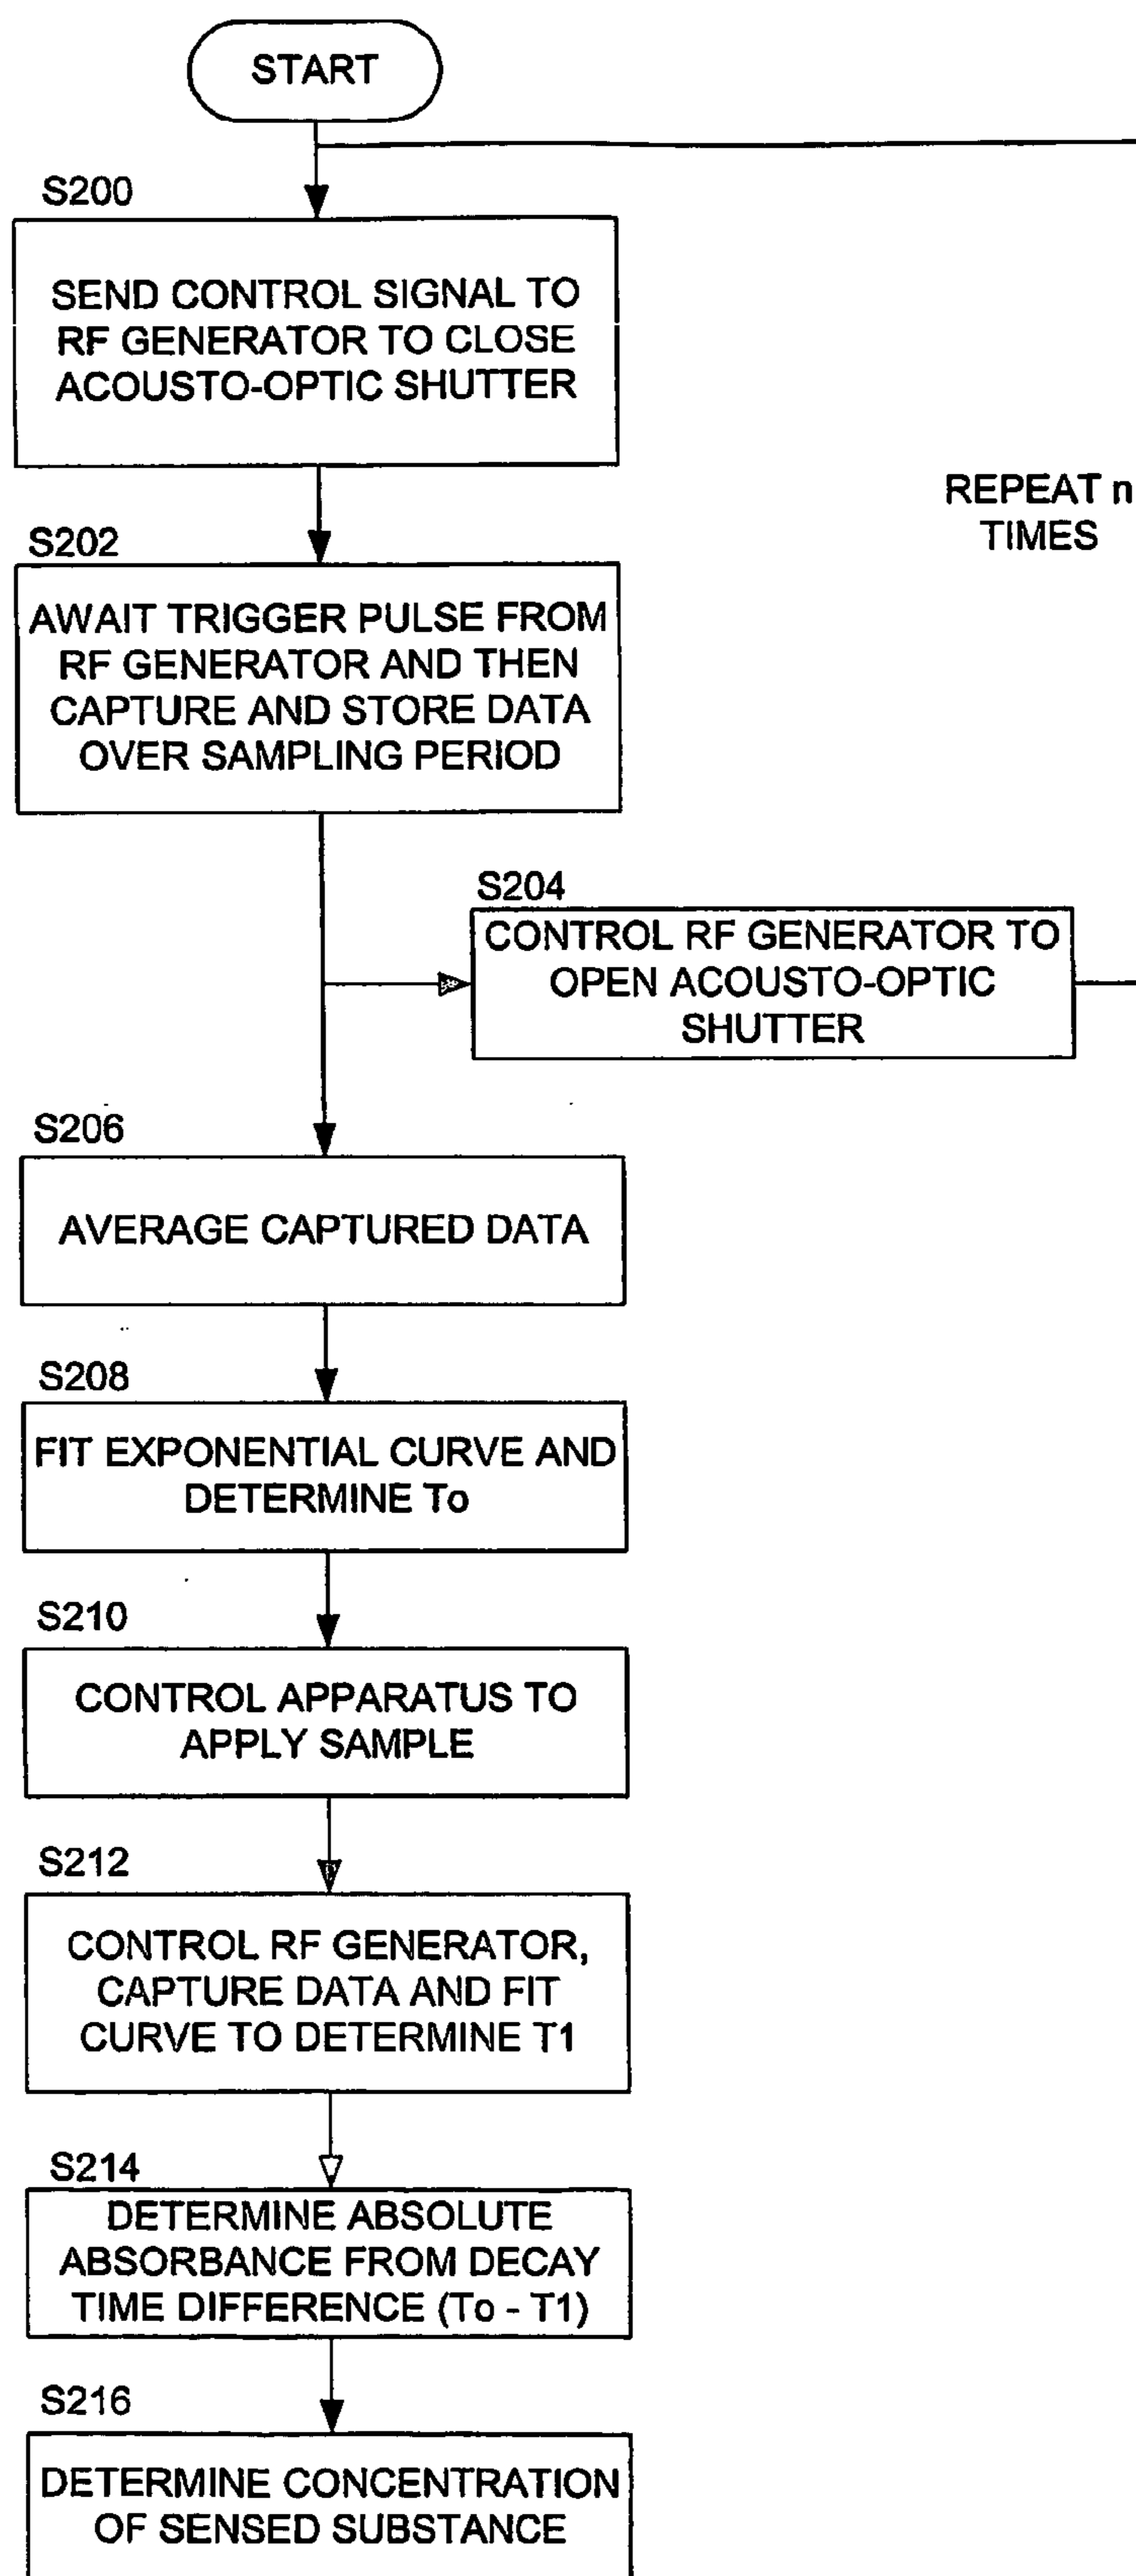 START
S200
SEND CONTROL SIGNAL TO
RF GENERATOR TO CLOSE
ACOUSTO-OPTIC SHUTTER
REPEAT n
TIMES
S202
AWAIT TRIGGER PULSE FROM
RF GENERATOR AND THEN
CAPTURE AND STORE DATA
OVER SAMPLING PERIOD
S204
CONTROL RF GENERATOR TO
OPEN ACOUSTO-OPTIC
SHUTTER
S206
AVERAGE CAPTURED DATA
S208
FIT EXPONENTIAL CURVE AND
DETERMINE To
S210
CONTROL APPARATUS TO
APPLY SAMPLE
S212
CONTROL RF GENERATOR,
CAPTURE DATA AND FIT
CURVE TO DETERMINE T1
S214
DETERMINE ABSOLUTE
ABSORBANCE FROM DECAY
TIME DIFFERENCE (To - T1)
S216
DETERMINE CONCENTRATION
OF SENSED SUBSTANCE